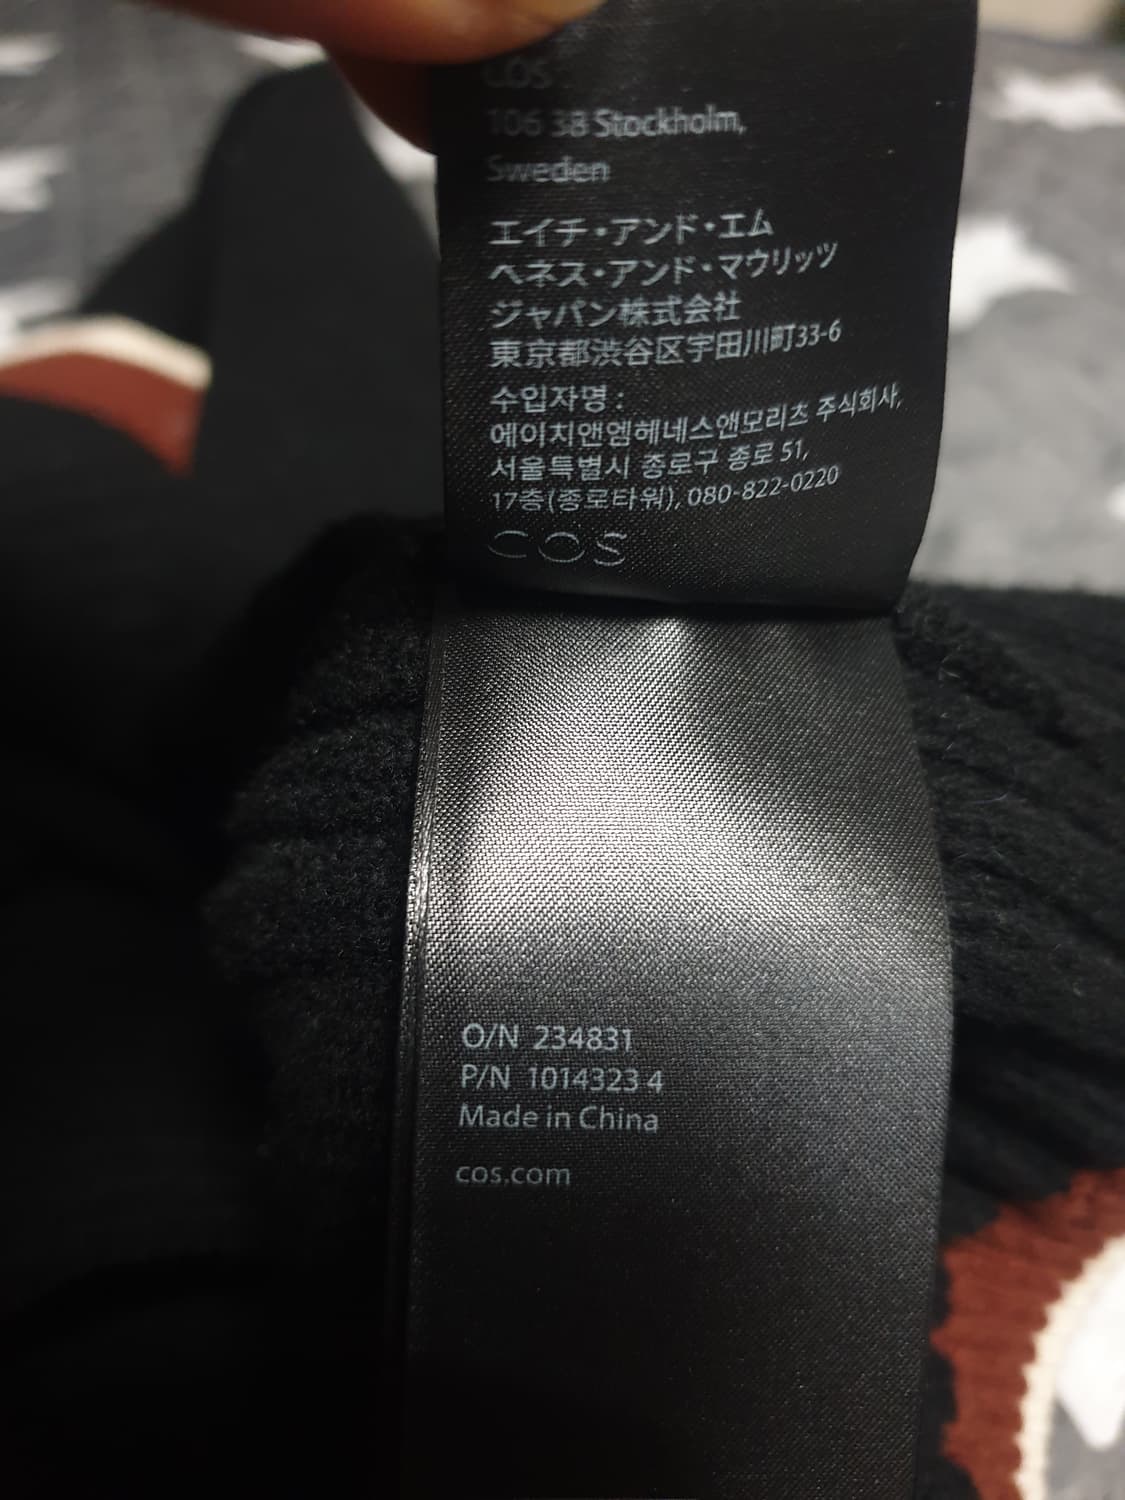 COS
106 38 Stockholm,
Sweden
エイチ・アンド・エム
ヘネス・アンド・マウリッツ
ジャパン株式会社
東京都渋谷区宇田川町33-6
수입자명 :
에이치앤엠헤네스앤모리츠 주식회사,
서울특별시 종로구 종로 51,
17층(종로타워), 080-822-0220
COS
O/N 234831
P/N 1014323 4
Made in China
cos.com